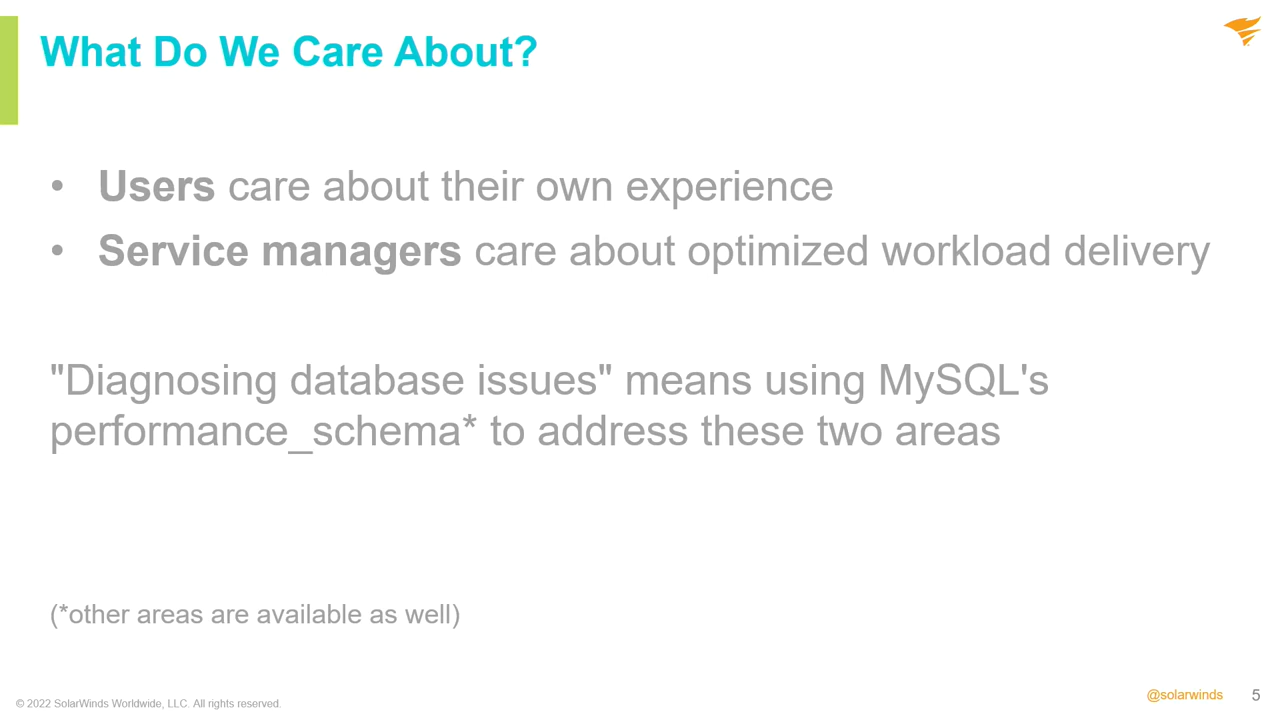 What Do We Care About?
• Users care about their own experience
• Service managers care about optimized workload delivery
"Diagnosing database issues" means using MySQL's
performance_schema* to address these two areas
(*other areas are available as well)
© 2022 SolarWinds Worldwide, LLC. All rights reserved.
@solarwinds 5